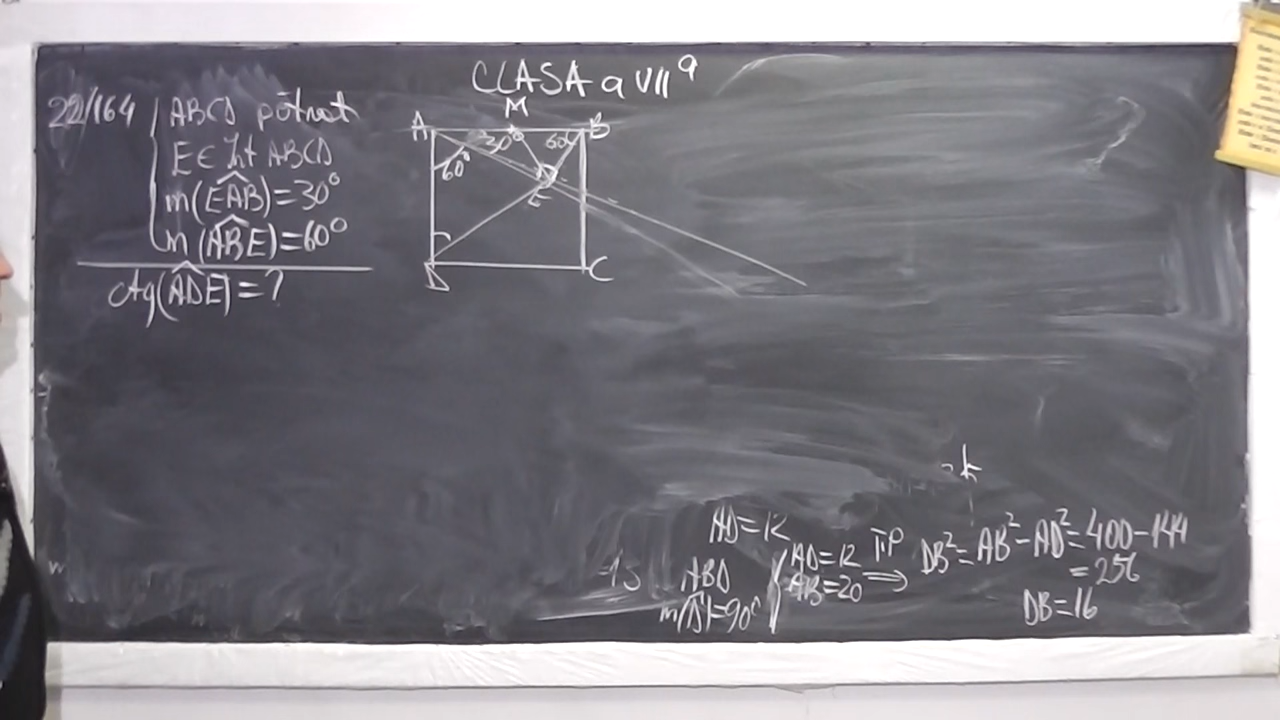 CLASA a VII a
22/164
ABCD pătrat
E∈ Int ABCD
m(EAB)=30°
m(ABE)=60°
ctg(ADE)=?
A M B
30° 60°
60°
E
D C
AD=12
ABD
m(D)=90°
AD=12
AB=20
T.P
⇒
DB²=AB²-AD²=400-144
=256
DB=16